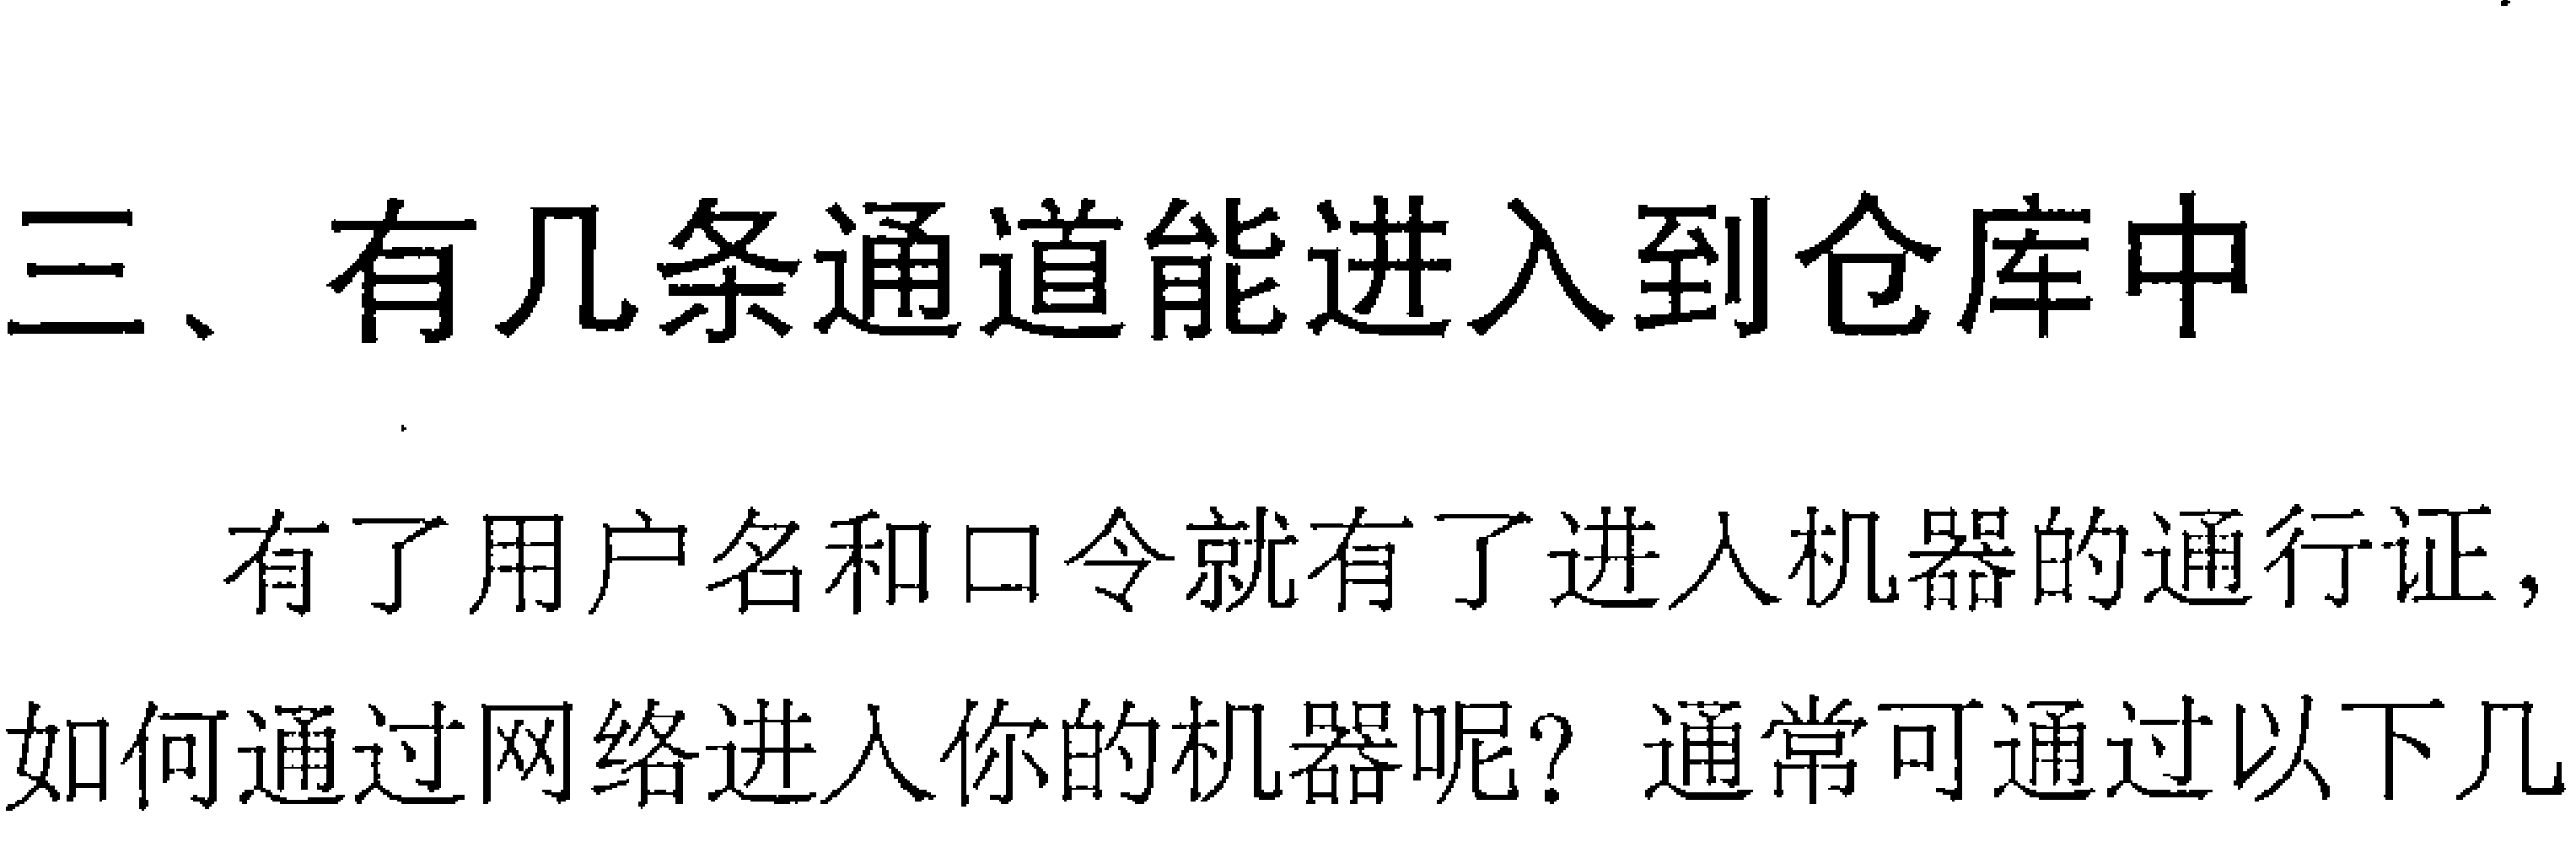 三、有几条通道能进入到仓库中
有了用户名和口令就有了进入机器的通行证，
如何通过网络进入你的机器呢？通常可通过以下几